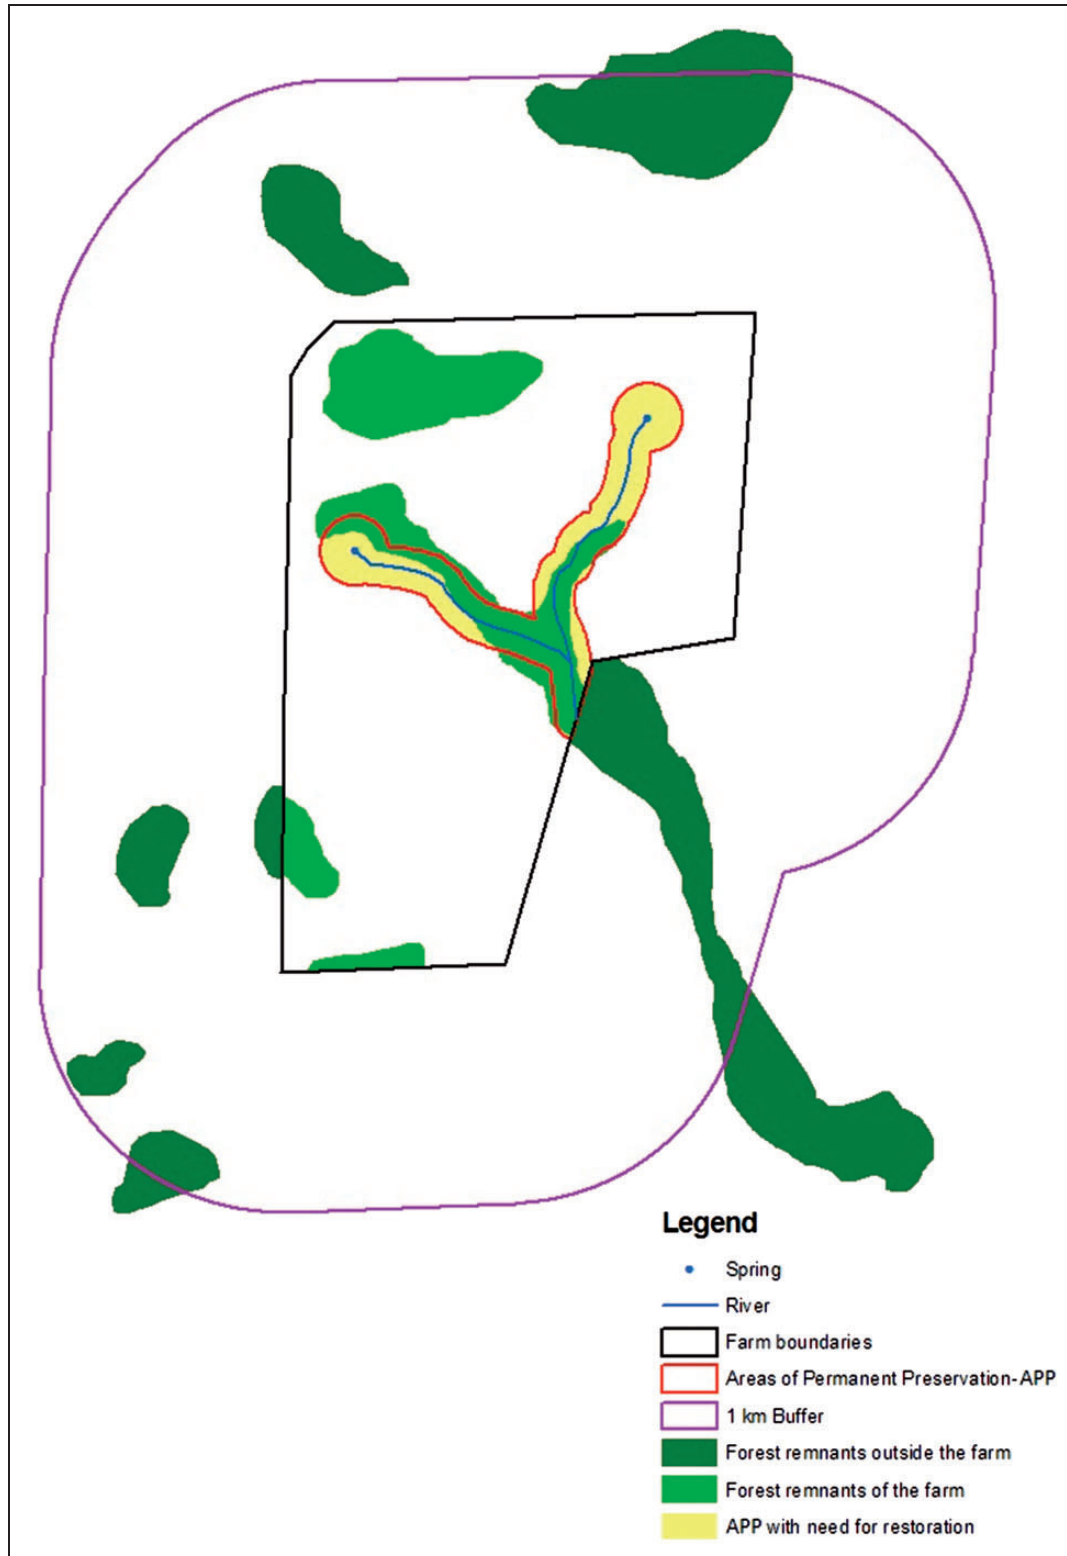 Legend
Spring
River
Farm boundaries
Areas of Permanent Preservation-APP
1 km Buffer
Forest remnants outside the farm
Forest remnants of the farm
APP with need for restoration